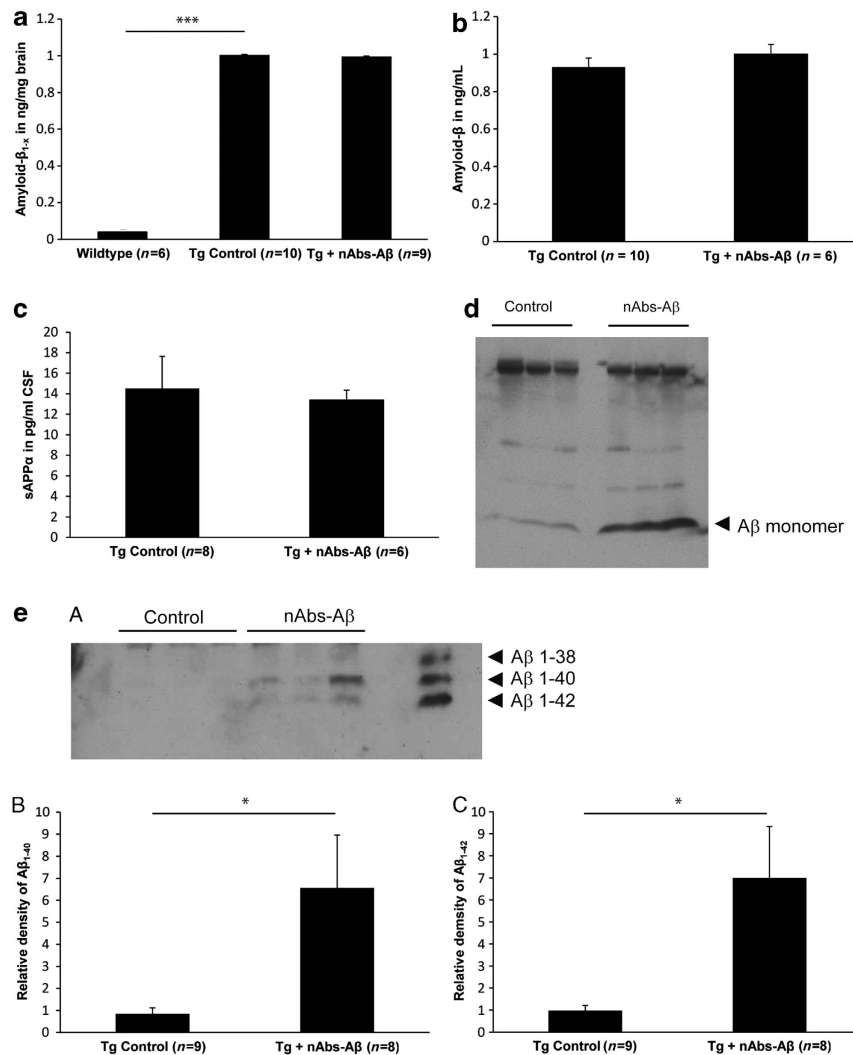 a
***
Amyloid-β1-x in ng/mg brain
1.2
1
0.8
0.6
0.4
0.2
0
Wildtype (n=6) Tg Control (n=10) Tg + nAbs-Aβ (n=9)
b
Amyloid-β in ng/mL
1.2
1
0.8
0.6
0.4
0.2
0
Tg Control (n = 10) Tg + nAbs-Aβ (n = 6)
c
sAPPα in pg/ml CSF
20
18
16
14
12
10
8
6
4
2
0
Tg Control (n=8) Tg + nAbs-Aβ (n=6)
d
Control nAbs-Aβ
Aβ monomer
e A
Control nAbs-Aβ
Aβ 1-38
Aβ 1-40
Aβ 1-42
B
*
Relative density of Aβ1-40
10
9
8
7
6
5
4
3
2
1
0
Tg Control (n=9) Tg + nAbs-Aβ (n=8)
C
*
Relative density of Aβ1-42
10
9
8
7
6
5
4
3
2
1
0
Tg Control (n=9) Tg + nAbs-Aβ (n=8)